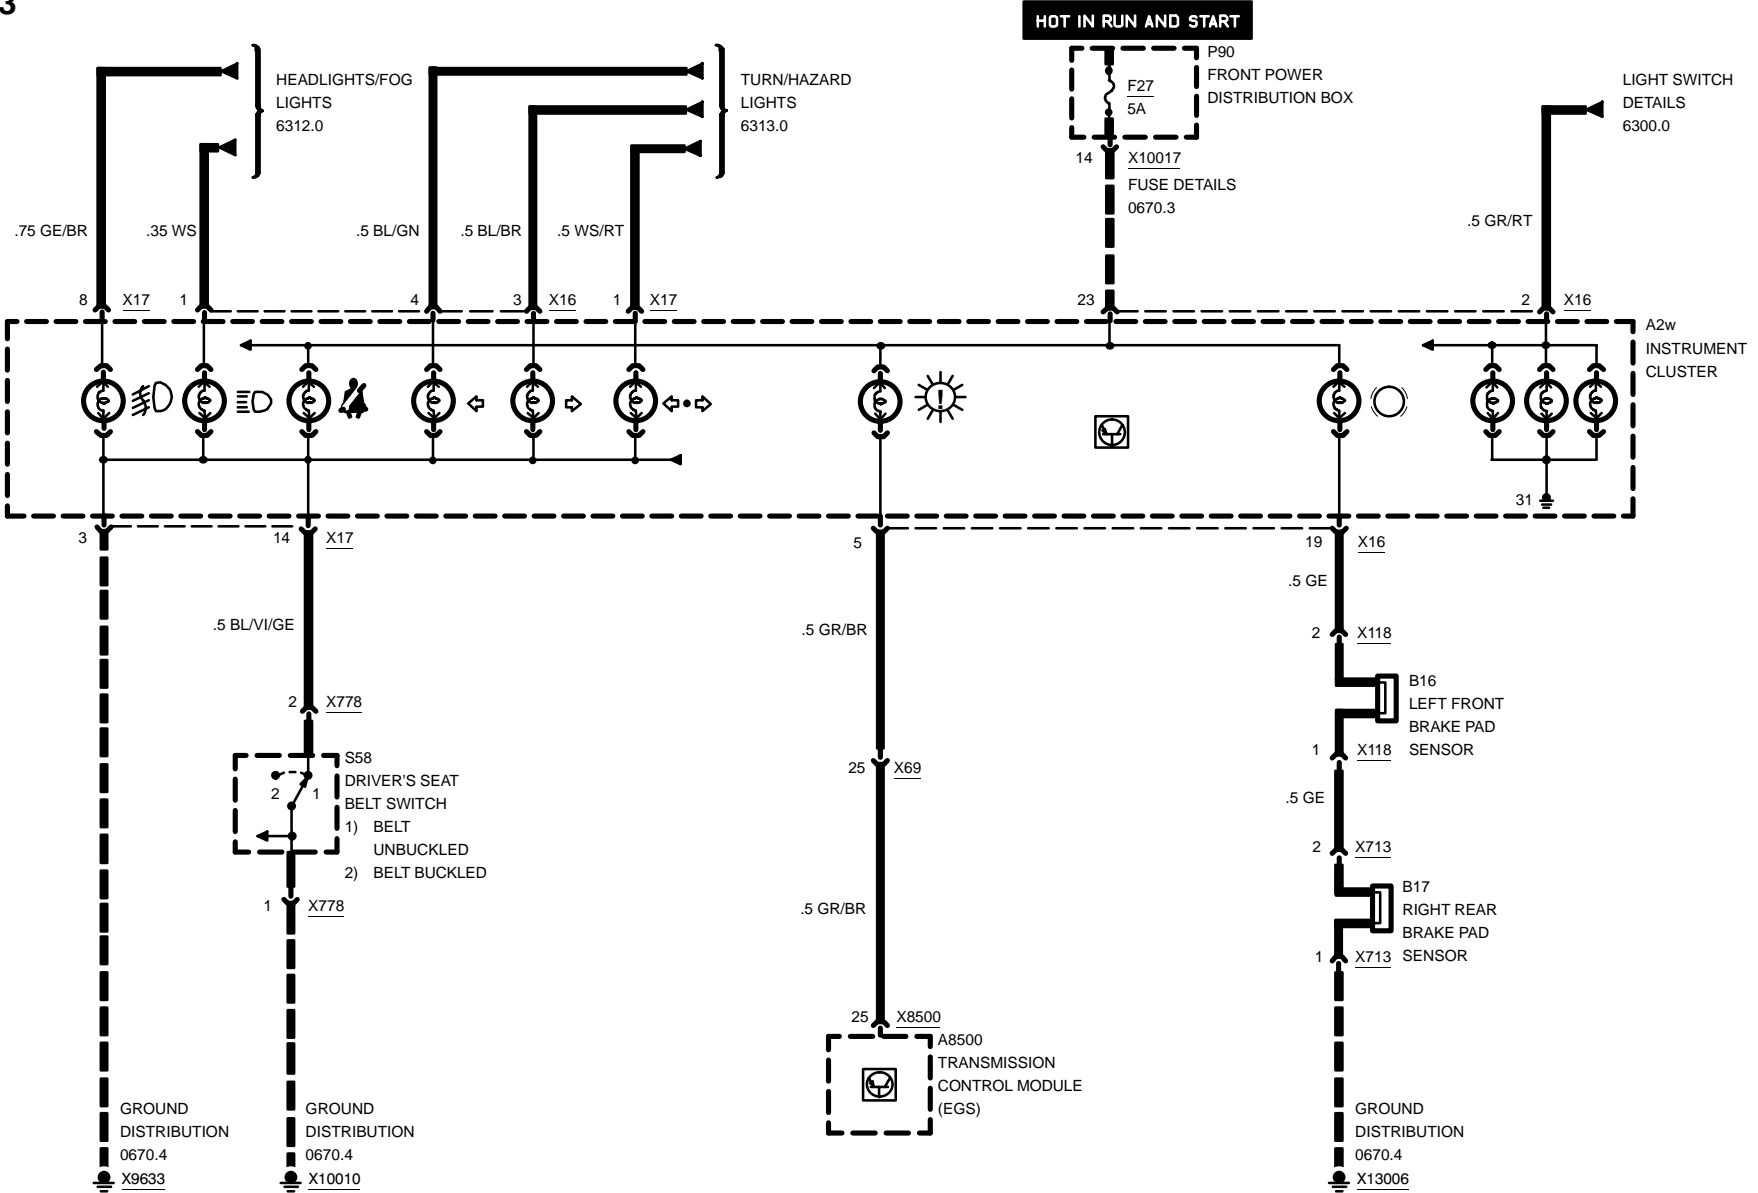 3
HOT IN RUN AND START
HEADLIGHTS/FOG
LIGHTS
6312.0
TURN/HAZARD
LIGHTS
6313.0
F27
5A
P90
FRONT POWER
DISTRIBUTION BOX
14 X10017
FUSE DETAILS
0670.3
LIGHT SWITCH
DETAILS
6300.0
.75 GE/BR
.35 WS
.5 BL/GN
.5 BL/BR
.5 WS/RT
.5 GR/RT
8 X17 1 4 3 X16 1 X17 23 2 X16
A2w
INSTRUMENT
CLUSTER
31
3 14 X17 5 19 X16
.5 GE
.5 BL/VI/GE
.5 GR/BR
2 X118
B16
LEFT FRONT
BRAKE PAD
SENSOR
1 X118
2 X778
S58
DRIVER'S SEAT
BELT SWITCH
1) BELT
UNBUCKLED
2) BELT BUCKLED
2 1
25 X69
.5 GE
2 X713
B17
RIGHT REAR
BRAKE PAD
SENSOR
1 X713
1 X778
.5 GR/BR
25 X8500
A8500
TRANSMISSION
CONTROL MODULE
(EGS)
GROUND
DISTRIBUTION
0670.4
X9633
GROUND
DISTRIBUTION
0670.4
X10010
GROUND
DISTRIBUTION
0670.4
X13006